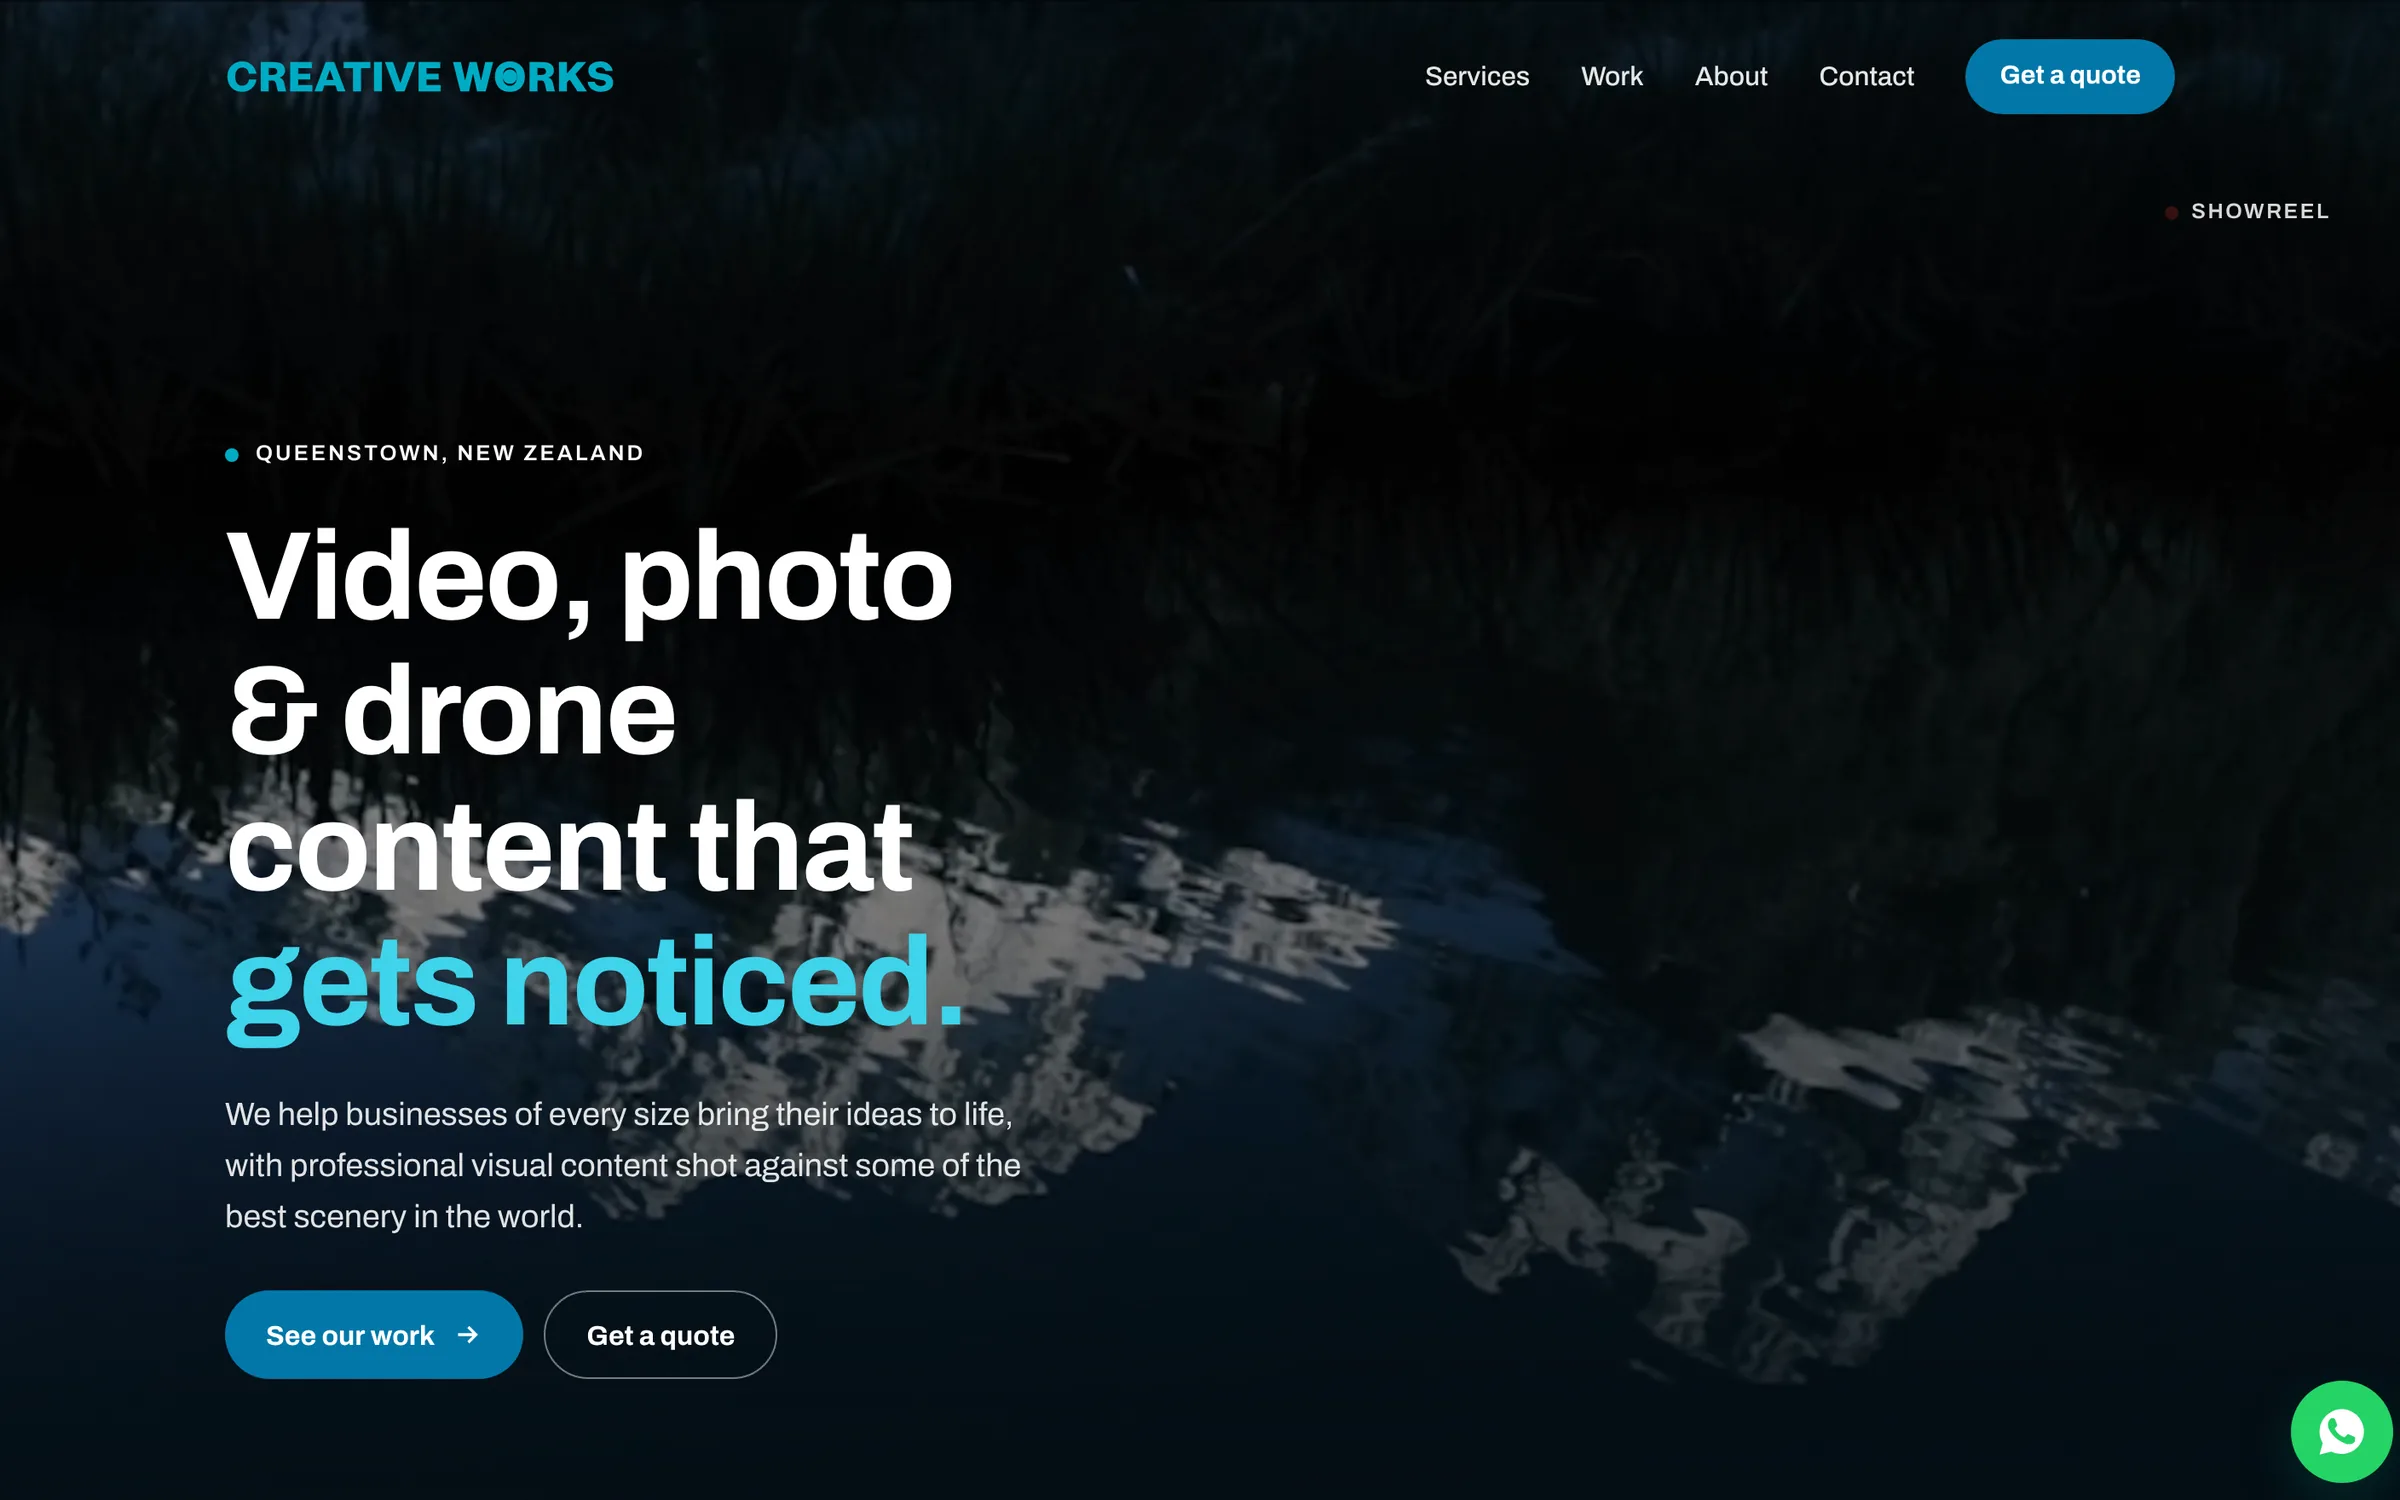 CREATIVE WORKS
Services
Work
About
Contact
Get a quote
SHOWREEL
QUEENSTOWN, NEW ZEALAND
Video, photo
& drone
content that
gets noticed.
We help businesses of every size bring their ideas to life,
with professional visual content shot against some of the
best scenery in the world.
See our work →
Get a quote